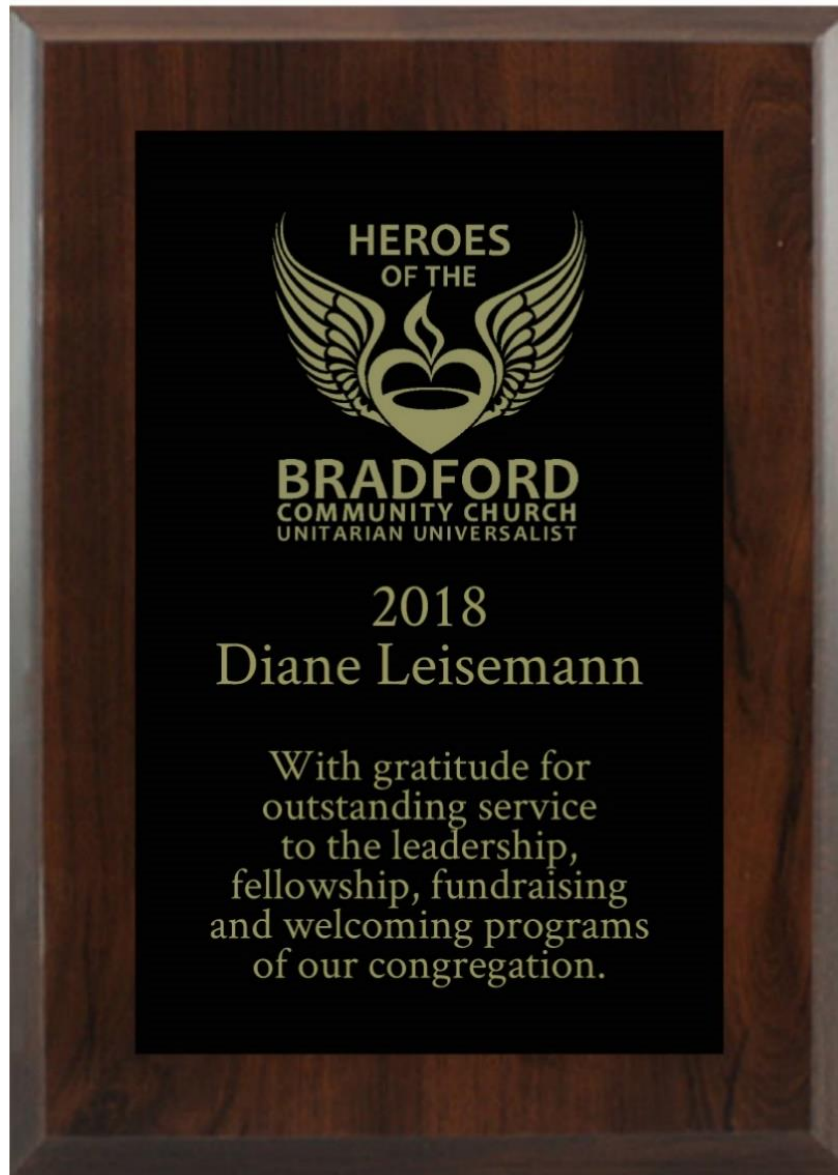 HEROES
OF THE
BRADFORD
COMMUNITY CHURCH
UNITARIAN UNIVERSALIST
2018
Diane Leisemann
With gratitude for
outstanding service
to the leadership,
fellowship, fundraising
and welcoming programs
of our congregation.